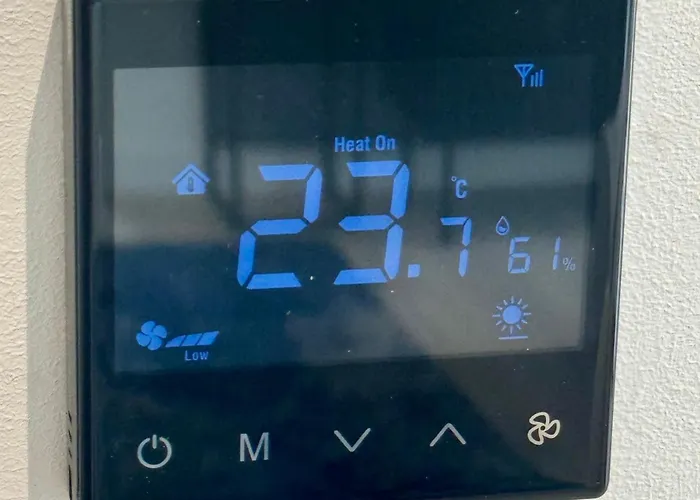 Heat On
23.7 °C
61%
Low
M